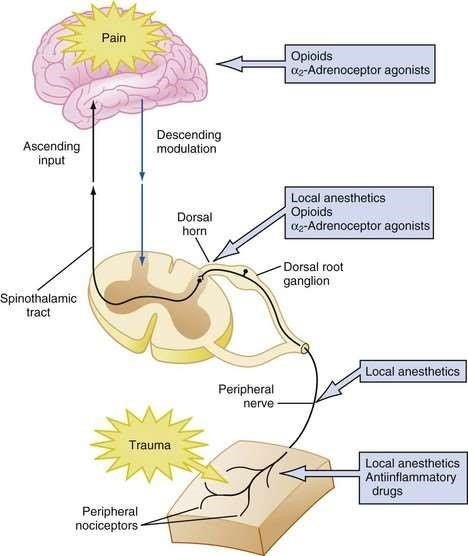 Pain
Opioids
α2-Adrenoceptor agonists
Ascending
input
Descending
modulation
Local anesthetics
Opioids
α2-Adrenoceptor agonists
Dorsal
horn
Dorsal root
ganglion
Spinothalamic
tract
Local anesthetics
Peripheral
nerve
Trauma
Local anesthetics
Antiinflammatory
drugs
Peripheral
nociceptors